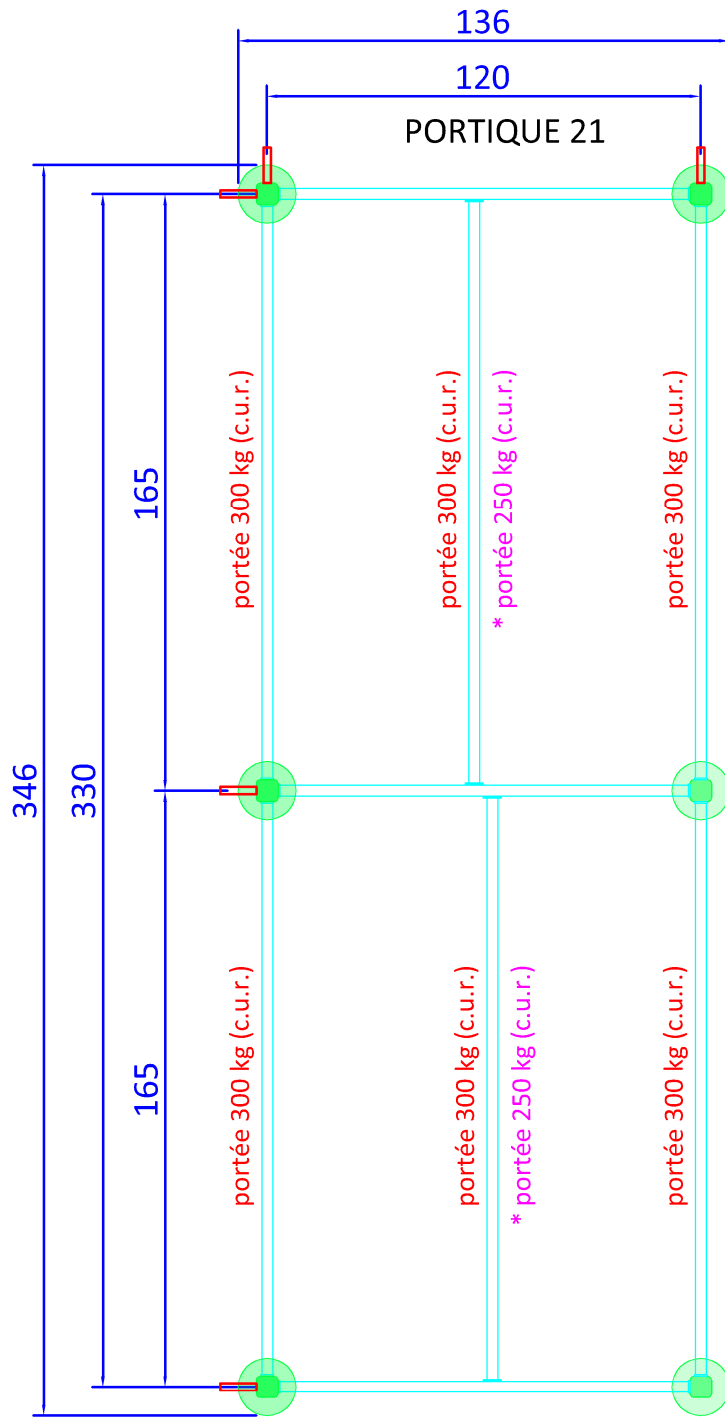 136
120
PORTIQUE 21
346
330
165
portée 300 kg (c.u.r.)
portée 300 kg (c.u.r.)
* portée 250 kg (c.u.r.)
portée 300 kg (c.u.r.)
165
portée 300 kg (c.u.r.)
portée 300 kg (c.u.r.)
* portée 250 kg (c.u.r.)
portée 300 kg (c.u.r.)